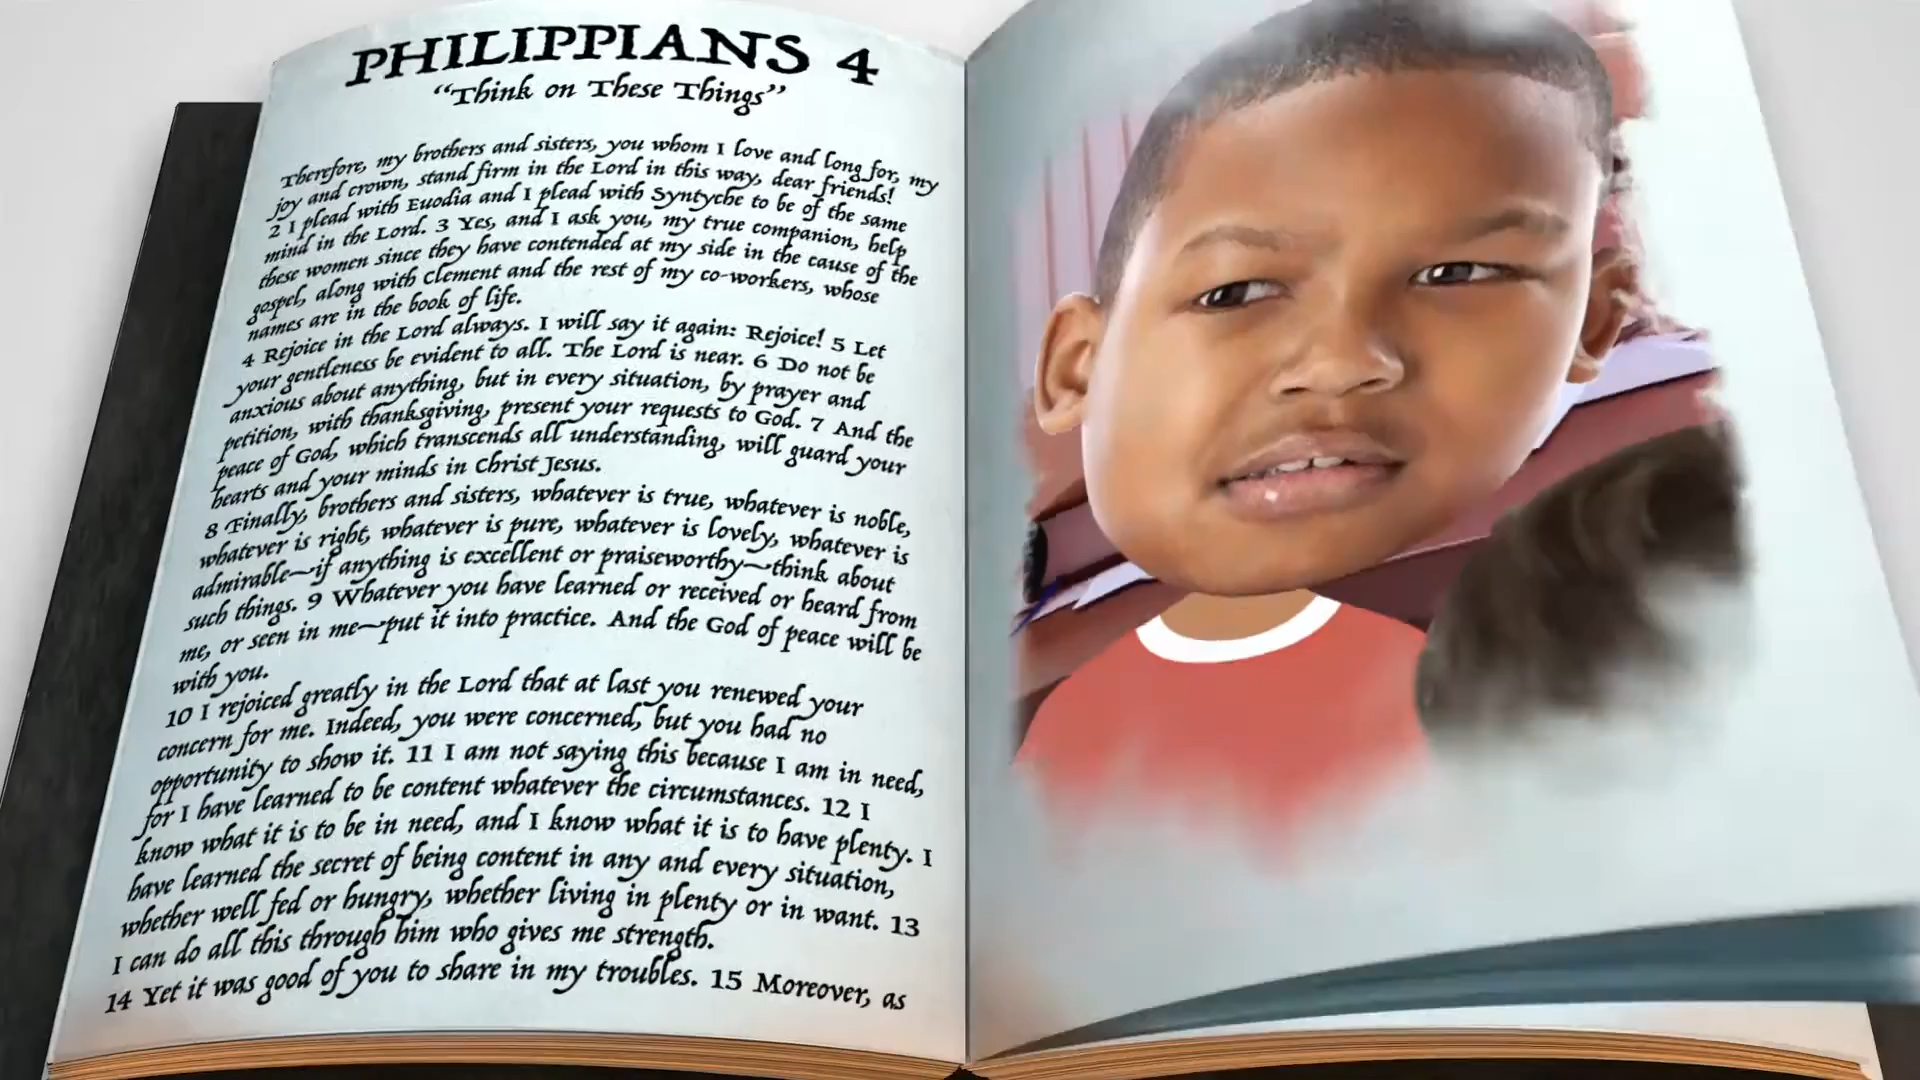 PHILIPPIANS 4
“Think on These Things”
Therefore, my brothers and sisters, you whom I love and long for, my
joy and crown, stand firm in the Lord in this way, dear friends!
2 I plead with Euodia and I plead with Syntyche to be of the same
mind in the Lord. 3 Yes, and I ask you, my true companion, help
these women since they have contended at my side in the cause of the
gospel, along with Clement and the rest of my co-workers, whose
names are in the book of life.
4 Rejoice in the Lord always. I will say it again: Rejoice! 5 Let
your gentleness be evident to all. The Lord is near. 6 Do not be
anxious about anything, but in every situation, by prayer and
petition, with thanksgiving, present your requests to God. 7 And the
peace of God, which transcends all understanding, will guard your
hearts and your minds in Christ Jesus.
8 Finally, brothers and sisters, whatever is true, whatever is noble,
whatever is right, whatever is pure, whatever is lovely, whatever is
admirable—if anything is excellent or praiseworthy—think about
such things. 9 Whatever you have learned or received or heard from
me, or seen in me—put it into practice. And the God of peace will be
with you.
10 I rejoiced greatly in the Lord that at last you renewed your
concern for me. Indeed, you were concerned, but you had no
opportunity to show it. 11 I am not saying this because I am in need,
for I have learned to be content whatever the circumstances. 12 I
know what it is to be in need, and I know what it is to have plenty. I
have learned the secret of being content in any and every situation,
whether well fed or hungry, whether living in plenty or in want. 13
I can do all this through him who gives me strength.
14 Yet it was good of you to share in my troubles. 15 Moreover, as